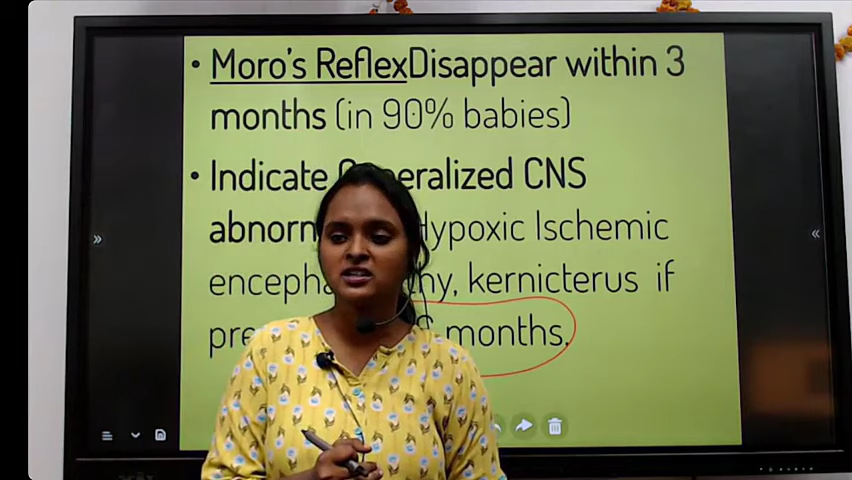 • Moro's ReflexDisappear within 3
months (in 90% babies)
• Indicate eralized CNS
abnorm ypoxic Ischemic
enceph thy, kernicterus if
pre months.